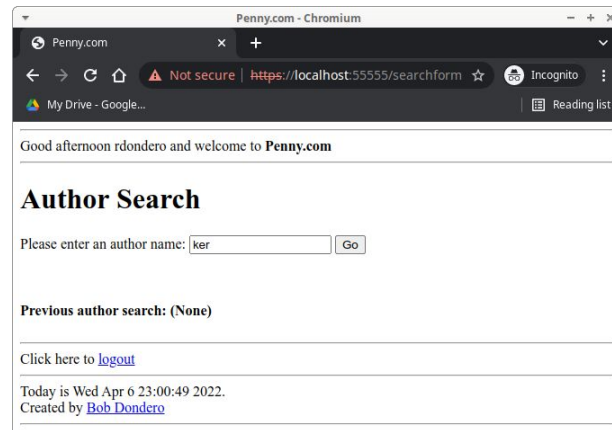 Penny.com - Chromium
Penny.com
Not secure | https://localhost:55555/searchform
Incognito
My Drive - Google...
Reading list
Good afternoon rdondero and welcome to Penny.com
Author Search
Please enter an author name: ker Go
Previous author search: (None)
Click here to logout
Today is Wed Apr 6 23:00:49 2022.
Created by Bob Dondero